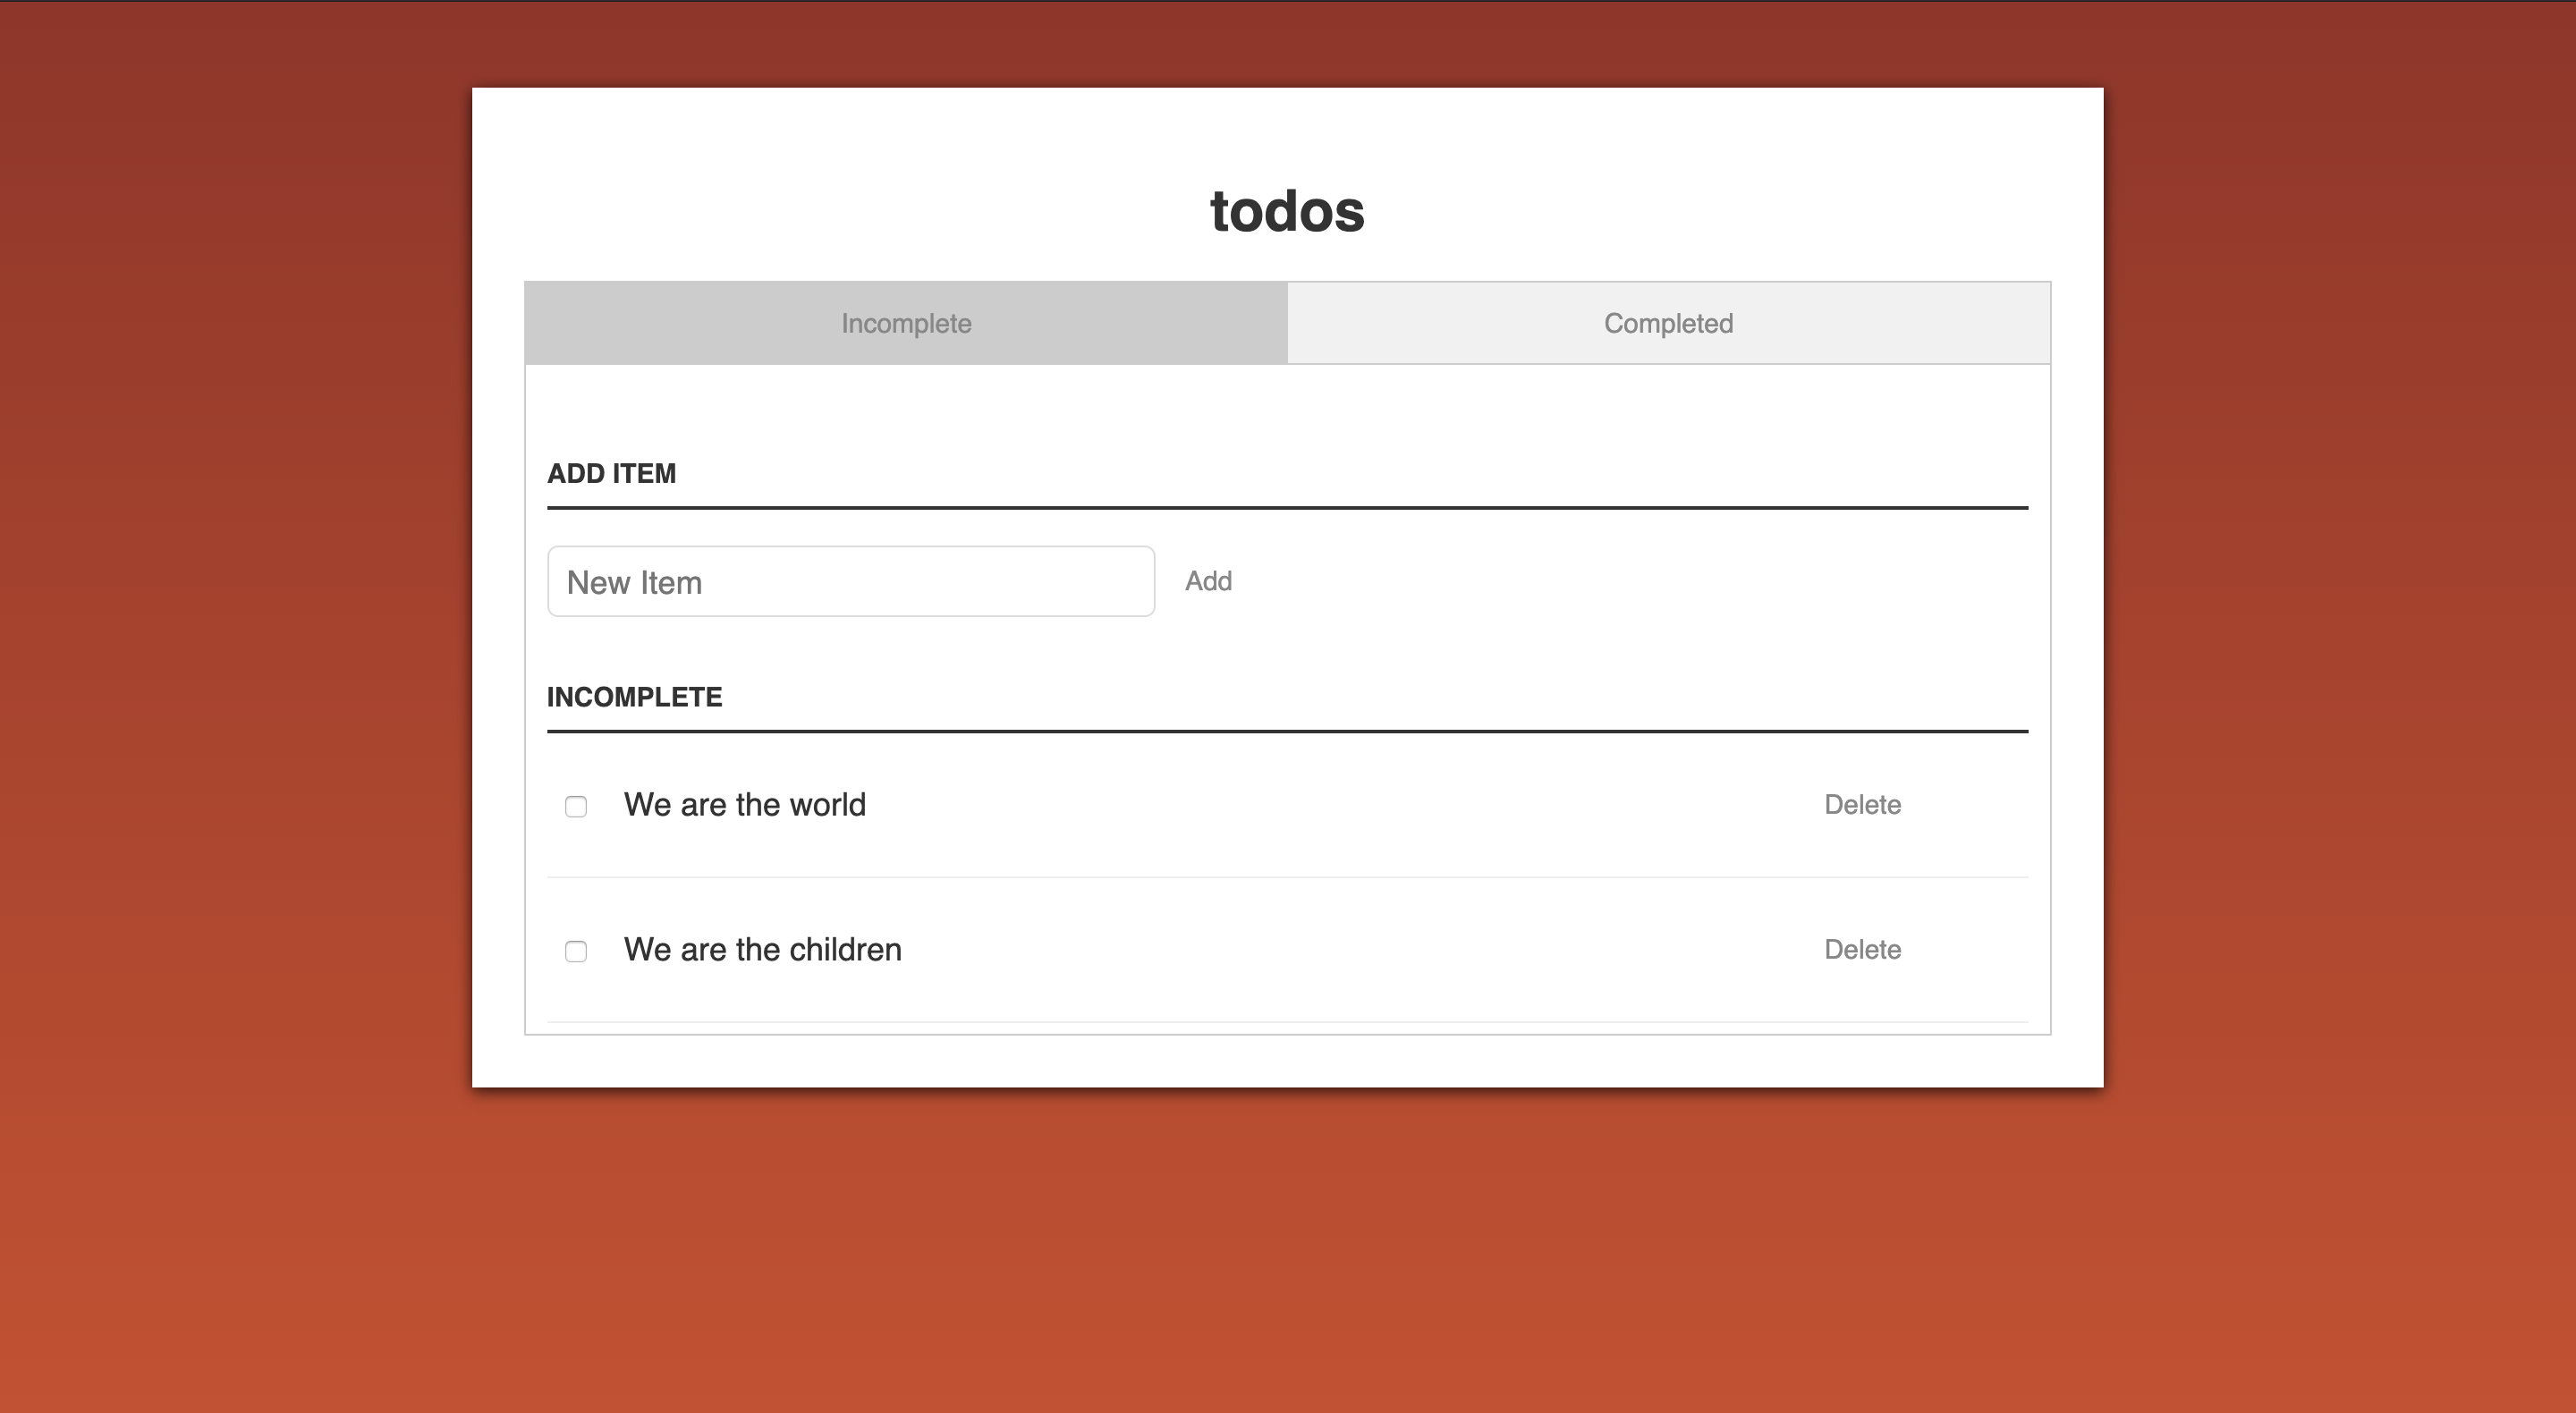 todos
Incomplete Completed
ADD ITEM
New Item Add
INCOMPLETE
We are the world Delete
We are the children Delete